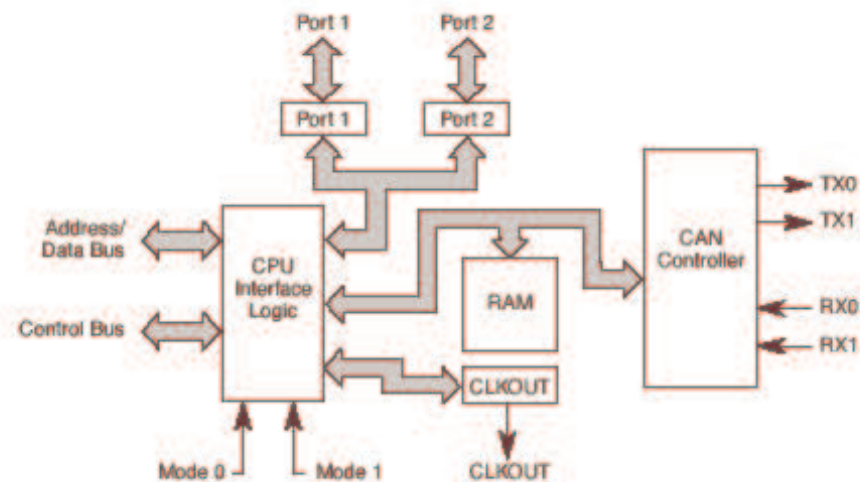 Port 1
Port 2
Port 1
Port 2
Address/
Data Bus
Control Bus
CPU
Interface
Logic
RAM
CAN
Controller
TX0
TX1
RX0
RX1
CLKOUT
Mode 0
Mode 1
CLKOUT